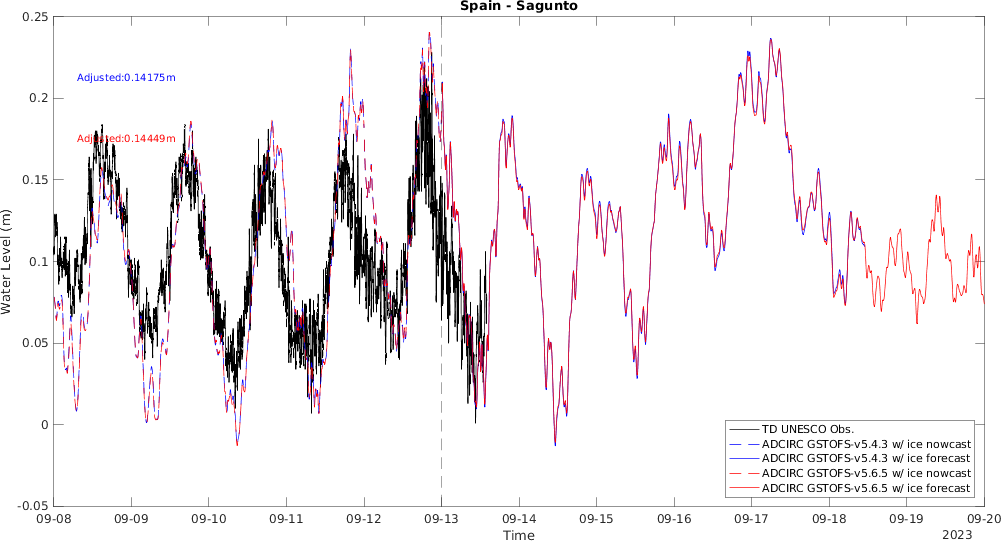 Spain - Sagunto
0.25
0.2
0.15
0.1
0.05
0
-0.05
Water Level (m)
Adjusted:0.14175m
Adjusted:0.14449m
TD UNESCO Obs.
ADCIRC GSTOFS-v5.4.3 w/ ice nowcast
ADCIRC GSTOFS-v5.4.3 w/ ice forecast
ADCIRC GSTOFS-v5.6.5 w/ ice nowcast
ADCIRC GSTOFS-v5.6.5 w/ ice forecast
09-08 09-09 09-10 09-11 09-12 09-13 09-14 09-15 09-16 09-17 09-18 09-19 09-20
Time
2023